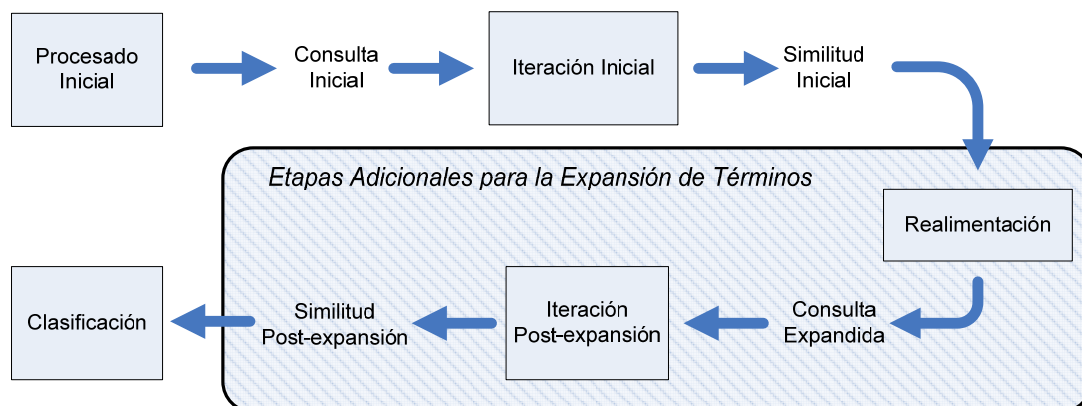 Procesado
Inicial
Consulta
Inicial
Iteración Inicial
Similitud
Inicial
Etapas Adicionales para la Expansión de Términos
Realimentación
Consulta
Expandida
Iteración
Post-expansión
Similitud
Post-expansión
Clasificación